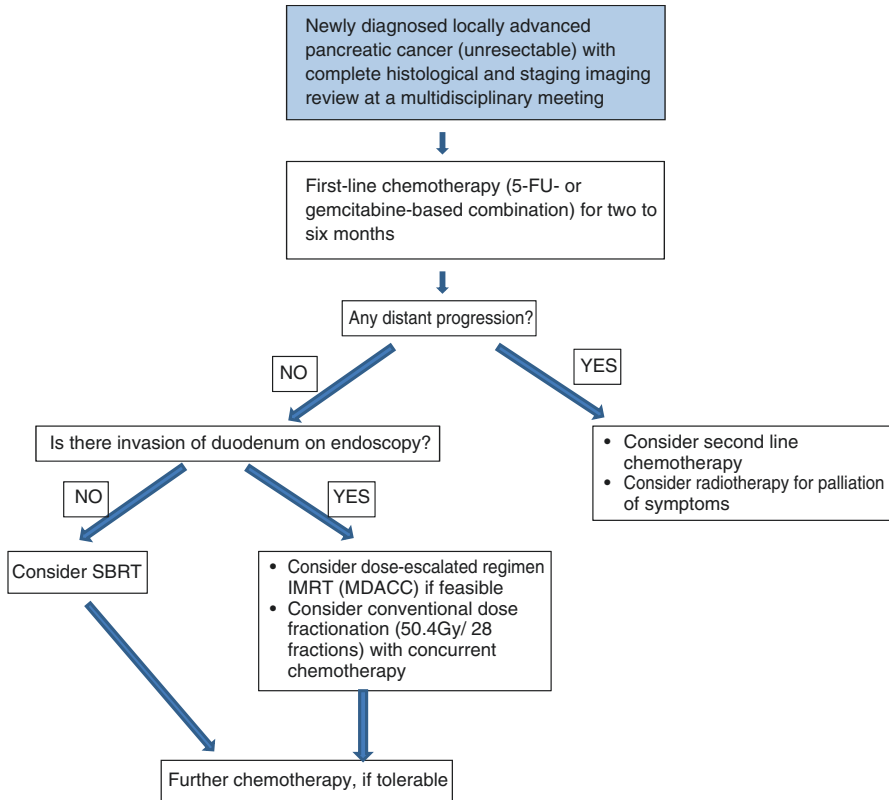 Newly diagnosed locally advanced
pancreatic cancer (unresectable) with
complete histological and staging imaging
review at a multidisciplinary meeting
First-line chemotherapy (5-FU- or
gemcitabine-based combination) for two to
six months
Any distant progression?
NO
YES
Is there invasion of duodenum on endoscopy?
• Consider second line
chemotherapy
• Consider radiotherapy for palliation
of symptoms
NO
YES
Consider SBRT
• Consider dose-escalated regimen
IMRT (MDACC) if feasible
• Consider conventional dose
fractionation (50.4Gy/ 28
fractions) with concurrent
chemotherapy
Further chemotherapy, if tolerable